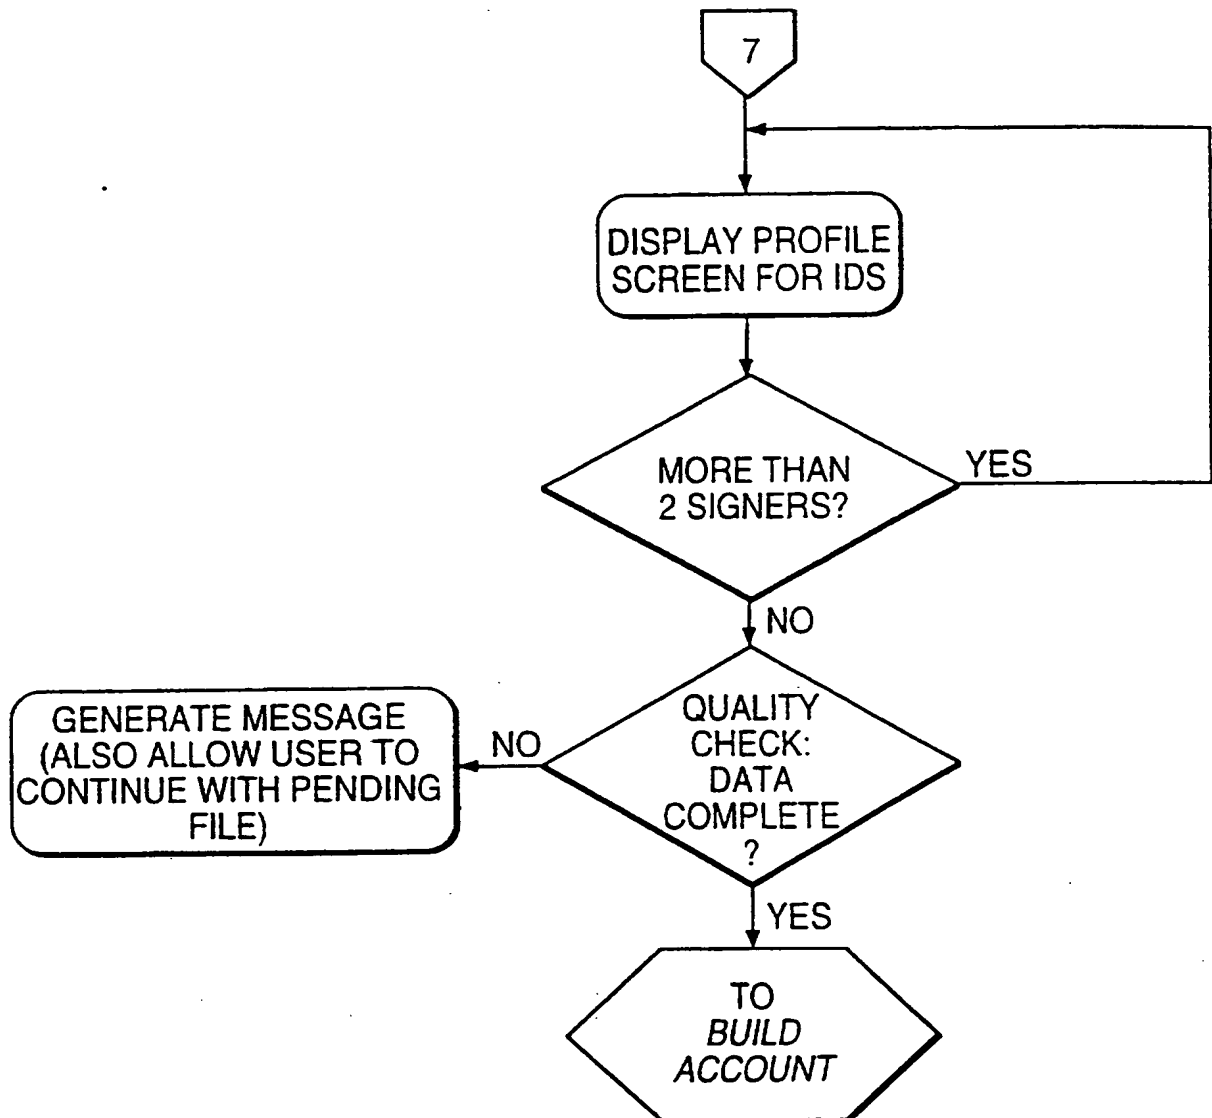 7
DISPLAY PROFILE
SCREEN FOR IDS
MORE THAN
2 SIGNERS?
YES
NO
QUALITY
CHECK:
DATA
COMPLETE
?
NO
GENERATE MESSAGE
(ALSO ALLOW USER TO
CONTINUE WITH PENDING
FILE)
YES
TO
BUILD
ACCOUNT